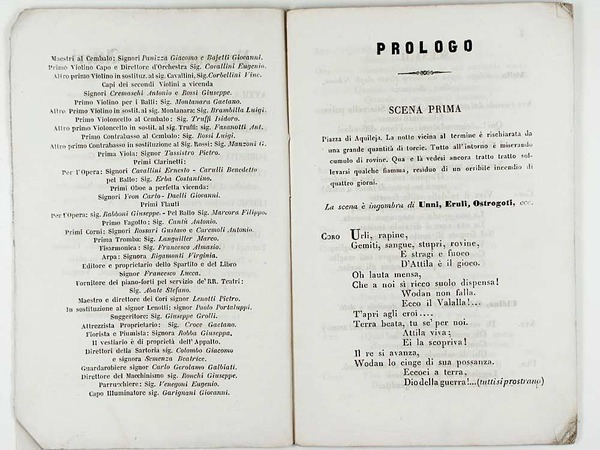 Maestri al Cembalo: Signori Panizza Giacomo e Bajetti Giovanni.
Primo Violino Capo e Direttore d'Orchestra Sig. Cavallini Eugenio.
Altro primo Violino in sostituz. al sig. Cavallini, Sig. Corbellini Vinc.
Capi dei secondi Violini a vicenda
Signori Cremaschi Antonio e Rossi Giuseppe.
Primo Violino per i Balli: Sig. Montanara Gaetano.
Altro Primo Violino in sostit. al sig. Montanara: Sig. Brambilla Luigi.
Primo Violoncello al Cembalo: Sig. Truffi Isidoro.
Altro primo Violoncello in sostit. al sig. Truffi: sig. Fasanotti Ant.
Primo Contrabasso al Cembalo: Sig. Rossi Luigi.
Altro primo Contrabasso in sostituzione al Sig. Rossi: Sig. Manzoni G.
Prima Viola: Signor Tassistro Pietro.
Primi Clarinetti:
Per l'Opera: Signori Cavallini Ernesto - Carulli Benedetto
pel Ballo: Sig. Erba Costantino.
Primi Oboe a perfetta vicenda:
Signori Yvon Carlo - Daelli Giovanni.
Primi Flauti
Per l'Opera: sig. Rabboni Giuseppe. - Pel Ballo Sig. Marcora Filippo.
Primo Fagotto: Sig. Cantù Antonio.
Primi Corni: Signori Rossari Gustavo e Caremoli Antonio.
Prima Tromba: Sig. Languiller Marco.
Fisarmonica: Sig. Francesco Almasio.
Arpa: Signora Rigamonti Virginia.
Editore e proprietario dello Spartito e del Libro
Signor Francesco Lucca.
Fornitore dei piano-forti pel servizio de' RR. Teatri:
Sig. Abate Stefano.
Maestro e direttore dei Cori signor Lenotti Pietro.
In sostituzione al signor Lenotti: signor Paolo Portaluppi.
Suggeritore: Sig. Giuseppe Grolli.
Attrezzista Proprietario: Sig. Croce Gaetano.
Fiorista e Piumista: Signora Robba Giuseppa,
Il vestiario è di proprietà dell'Appalto.
Direttori della Sartoria sig. Colombo Giacomo
e signora Semenza Beatrice.
Guardarobiere signor Carlo Gerolamo Galbiati.
Direttore del Macchinismo sig. Ronchi Giuseppe.
Parrucchiere: Sig. Venegoni Eugenio.
Capo Illuminatore sig. Garignani Giovanni.
PROLOGO
SCENA PRIMA
Piazza di Aquileja. La notte vicina al termine è rischiarata da
una grande quantità di torcie. Tutto all'intorno è miserando
cumulo di rovine. Qua e là vedesi ancora tratto tratto sol-
levarsi qualche fiamma, residuo di un orribile incendio di
quattro giorni.
La scena è ingombra di Unni, Eruli, Ostrogoti, ecc.
CORO Urli, rapine,
Gemiti, sangue, stupri, rovine,
E stragi e fuoco
D'Attila è il gioco.
Oh lauta mensa,
Che a noi sì ricco suolo dispensa!
Wodan non falla.
Ecco il Valalla!...
T'apri agli eroi....
Terra beata, tu se' per noi.
Attila viva;
Ei la scopriva!
Il re si avanza,
Wodan lo cinge di sua possanza.
Eccoci a terra,
Dio della guerra!... (tutti si prostrano)